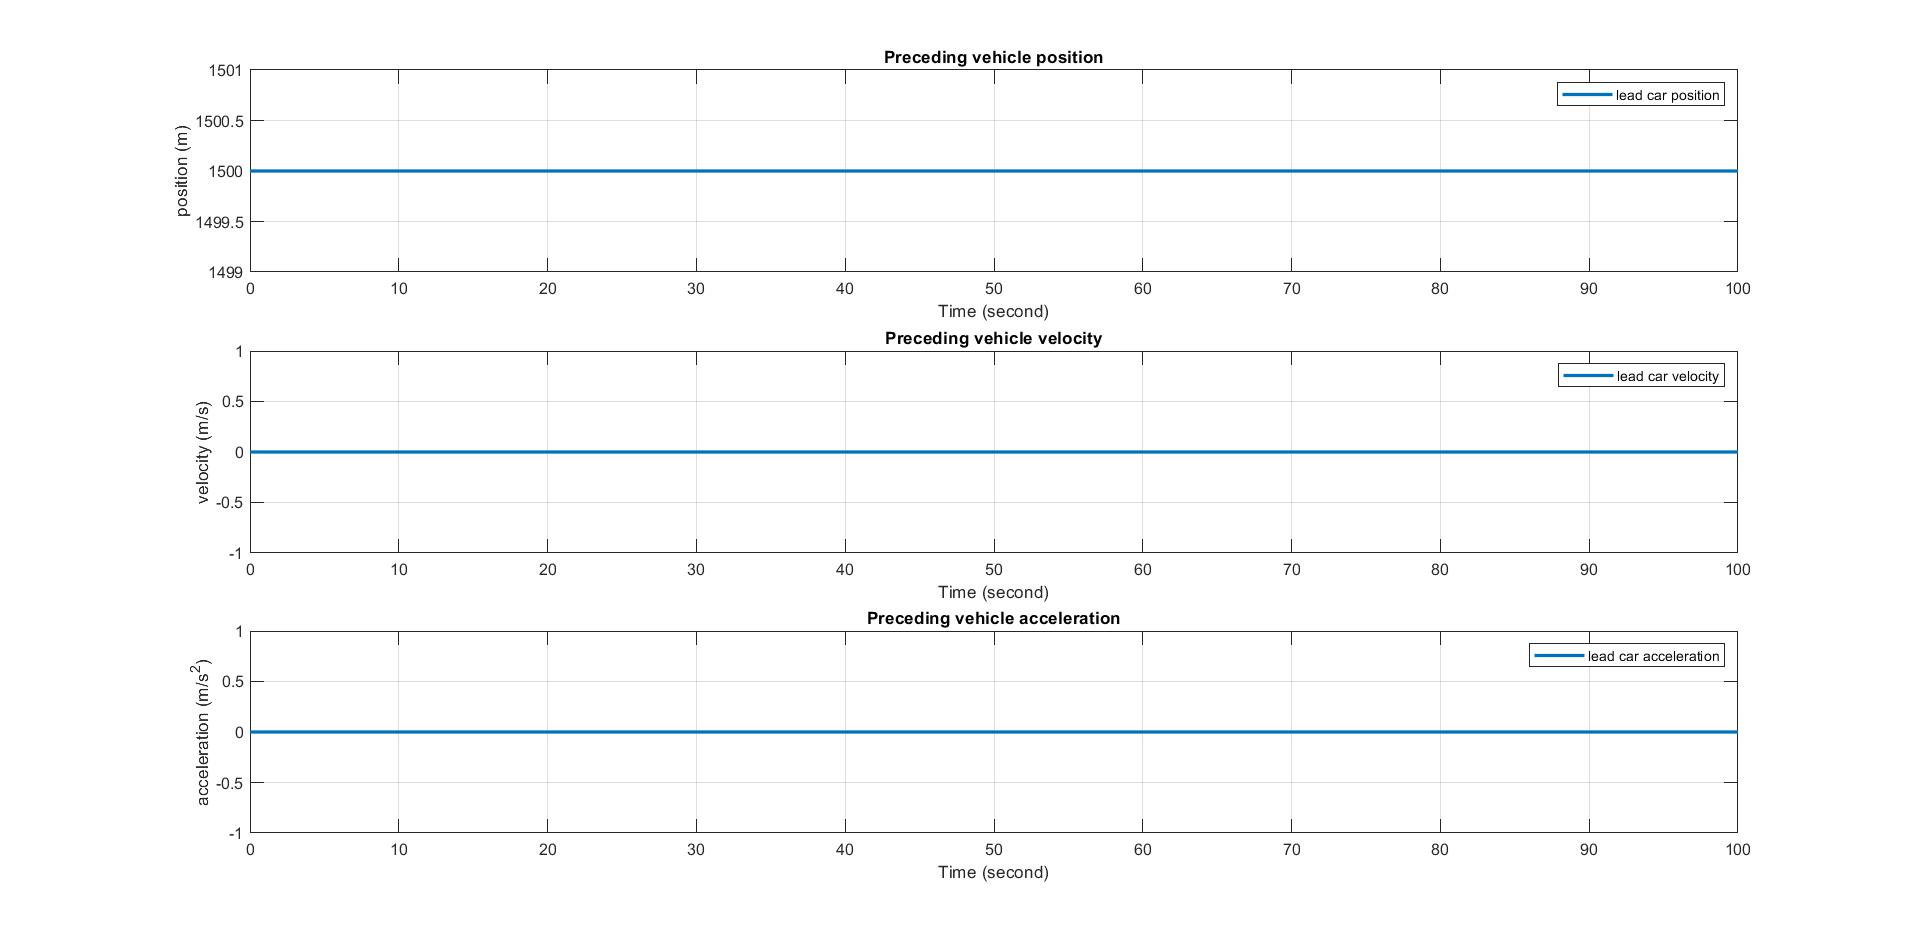 Preceding vehicle position
1501
1500.5
1500
1499.5
1499
position (m)
lead car position
0 10 20 30 40 50 60 70 80 90 100
Time (second)
Preceding vehicle velocity
1
0.5
0
-0.5
-1
velocity (m/s)
lead car velocity
0 10 20 30 40 50 60 70 80 90 100
Time (second)
Preceding vehicle acceleration
1
0.5
0
-0.5
-1
acceleration (m/s²)
lead car acceleration
0 10 20 30 40 50 60 70 80 90 100
Time (second)